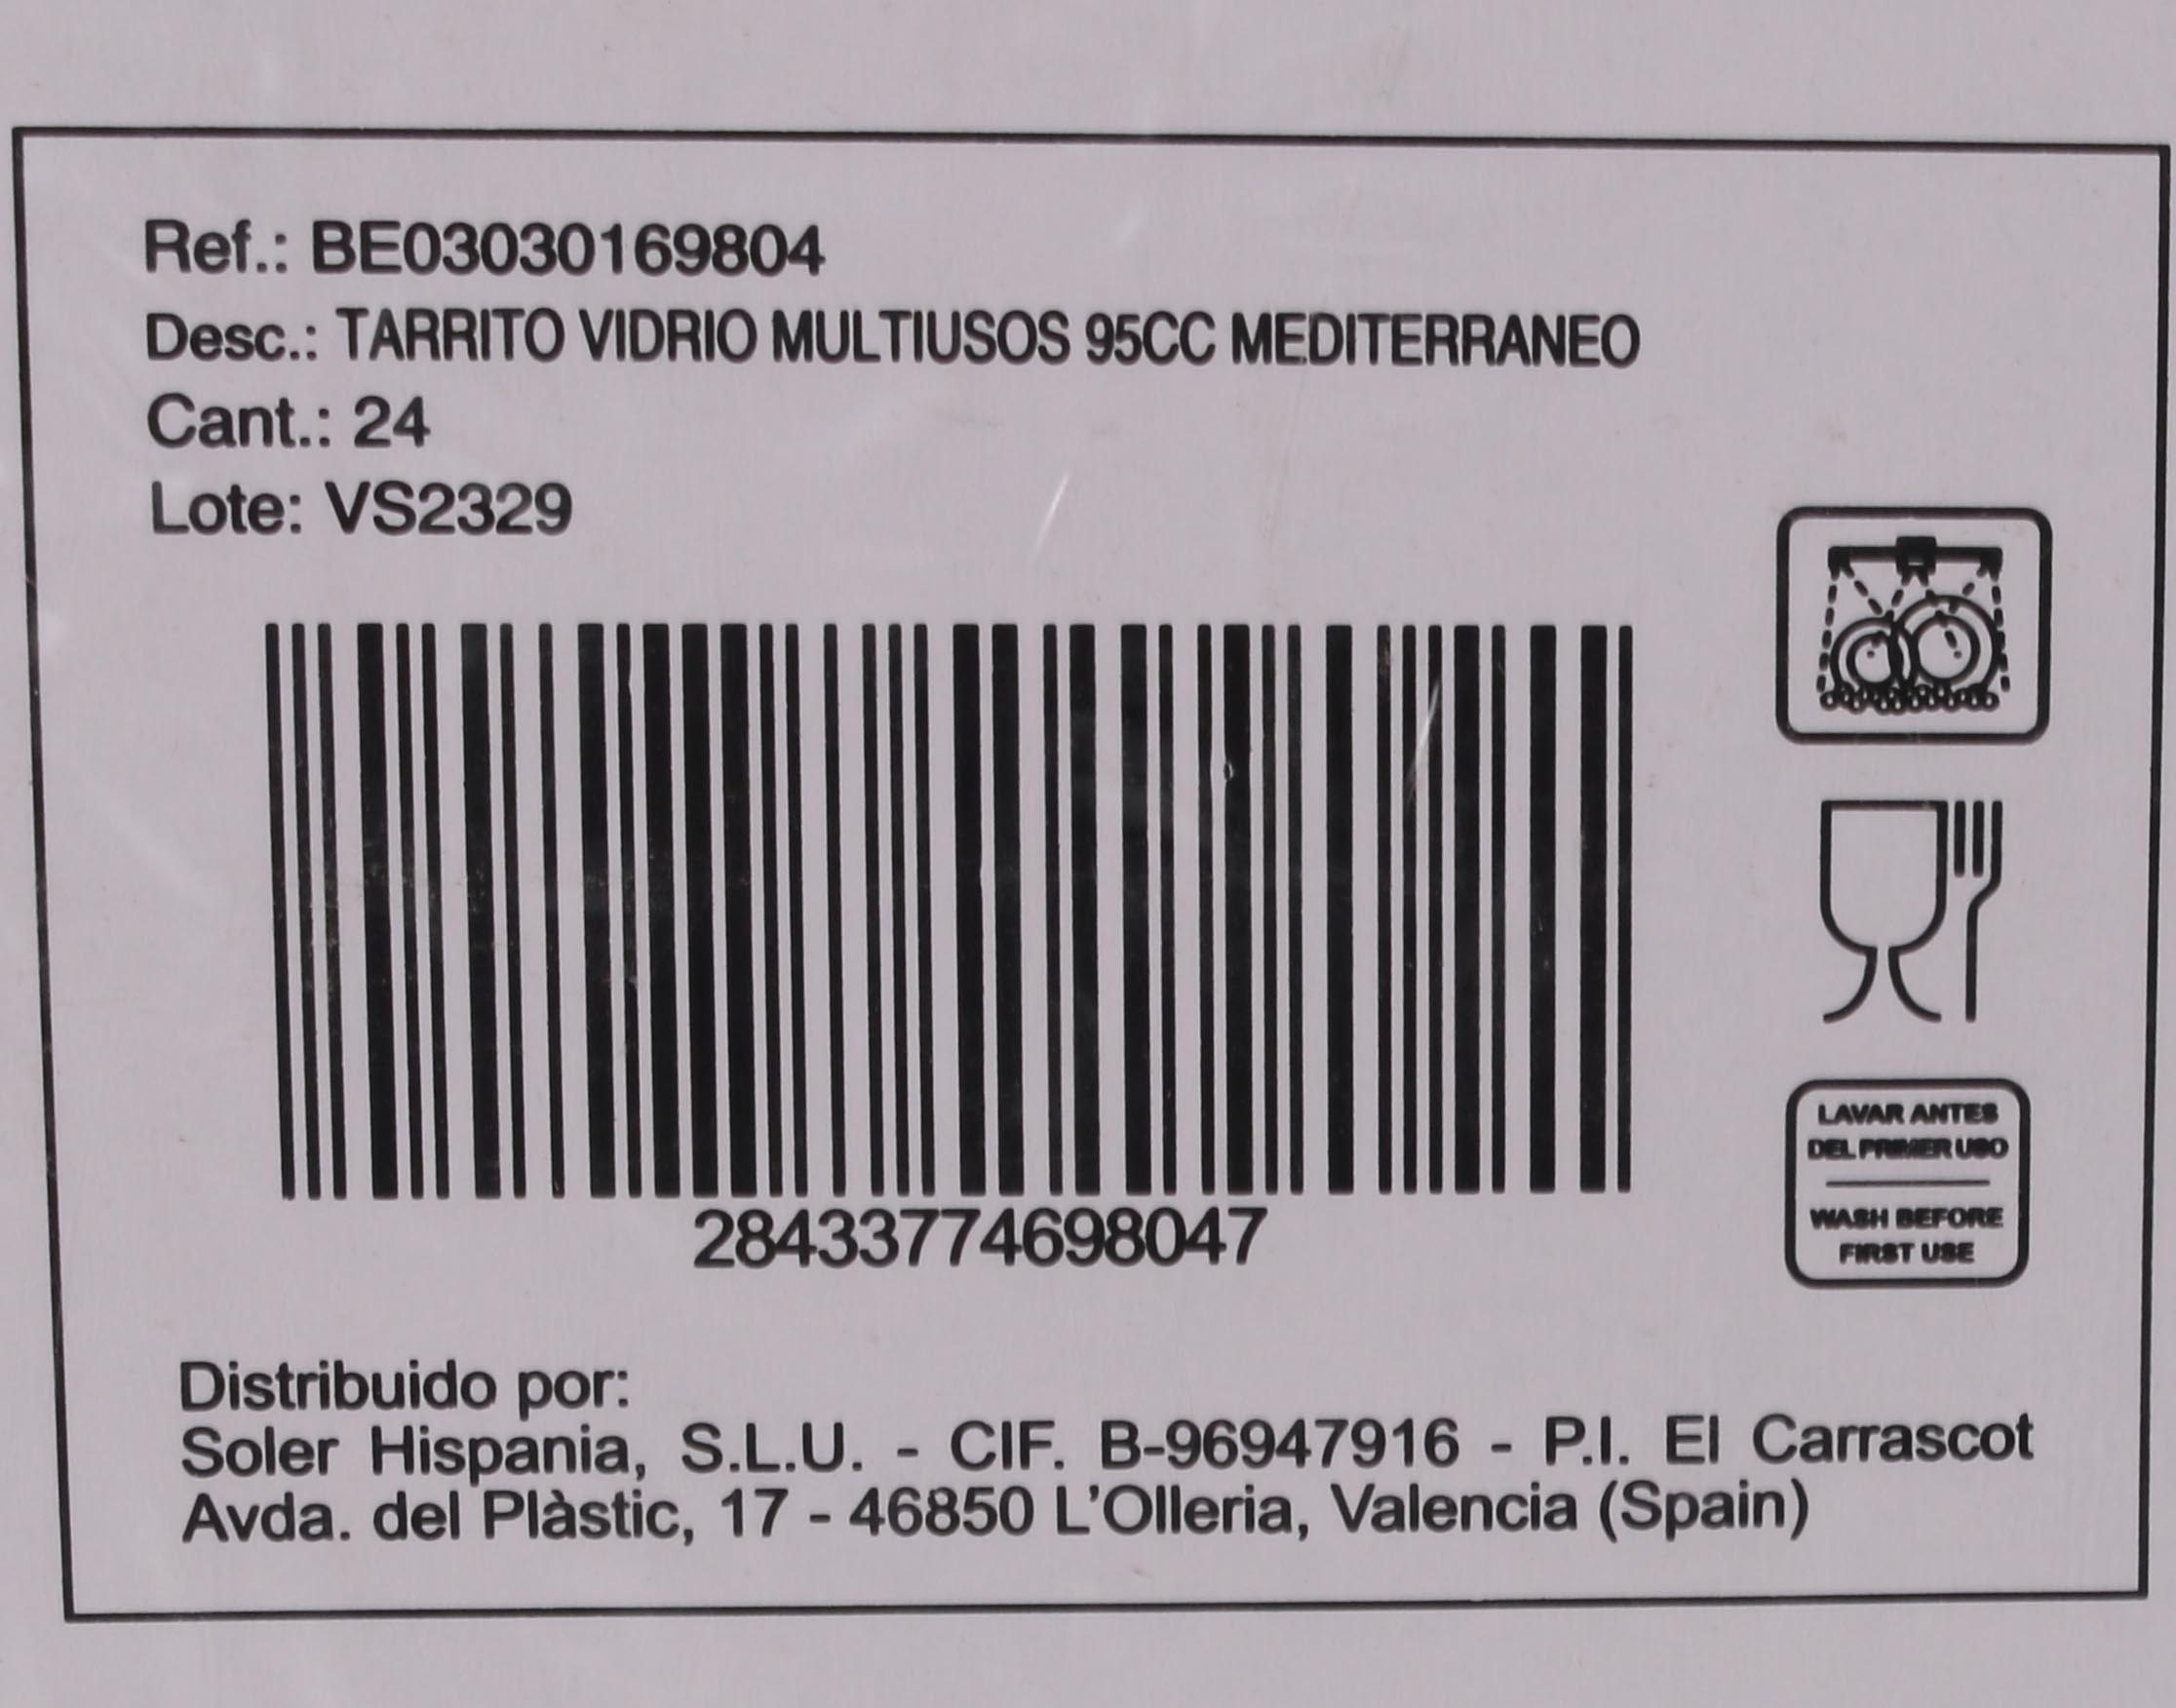 Ref.: BE03030169804
Desc.: TARRITO VIDRIO MULTIUSOS 95CC MEDITERRANEO
Cant.: 24
Lote: VS2329
28433774698047
LAVAR ANTES
DEL PRIMER USO
WASH BEFORE
FIRST USE
Distribuido por:
Soler Hispania, S.L.U. - CIF. B-96947916 - P.I. El Carrascot
Avda. del Plàstic, 17 - 46850 L'Olleria, Valencia (Spain)